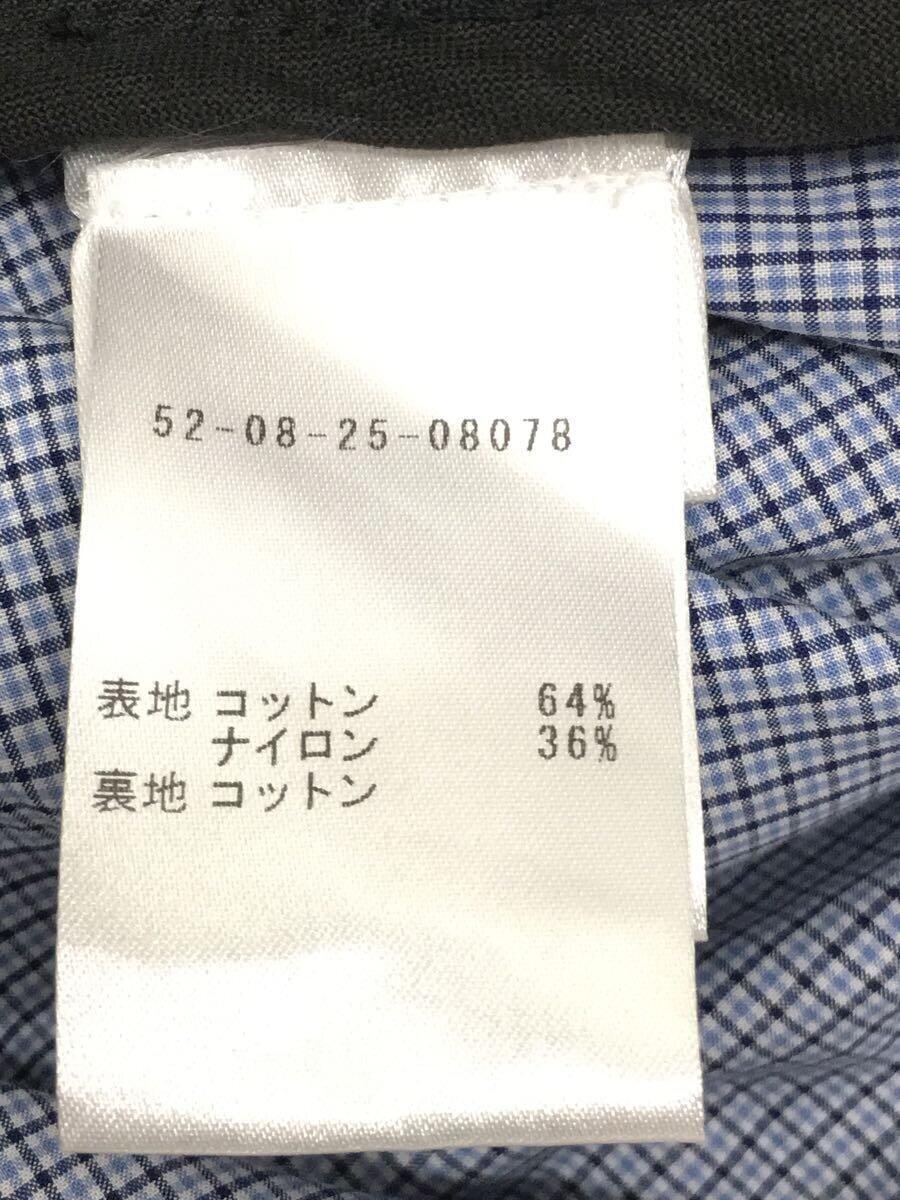 52-08-25-08078
表地 コットン 64%
ナイロン 36%
裏地 コットン